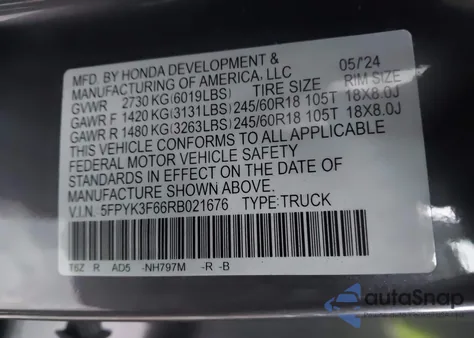 MFD. BY HONDA DEVELOPMENT & 05/24
MANUFACTURING OF AMERICA, LLC
GVWR 2730 KG(6019LBS) TIRE SIZE RIM SIZE
GAWR F 1420 KG(3131LBS) 245/60R18 105T 18X8.0J
GAWR R 1480 KG(3263LBS) 245/60R18 105T 18X8.0J
THIS VEHICLE CONFORMS TO ALL APPLICABLE
FEDERAL MOTOR VEHICLE SAFETY
STANDARDS IN EFFECT ON THE DATE OF
MANUFACTURE SHOWN ABOVE.
V.I.N. 5FPYK3F66RB021676 TYPE:TRUCK
T6Z R AD5 -NH797M -R -B
autoSnap